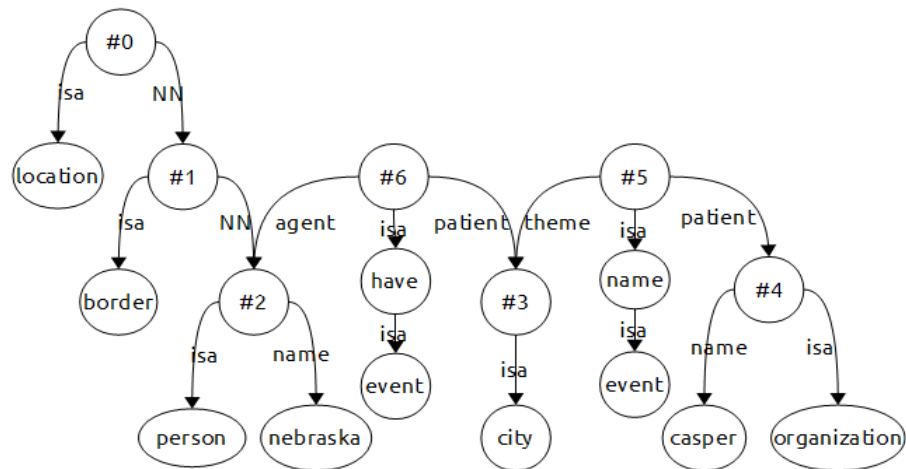 #0
isa NN
location #1 #6 #5
isa NN agent isa patient theme isa patient
border #2 have #3 name #4
isa name isa isa isa name isa
event event
person nebraska city casper organization